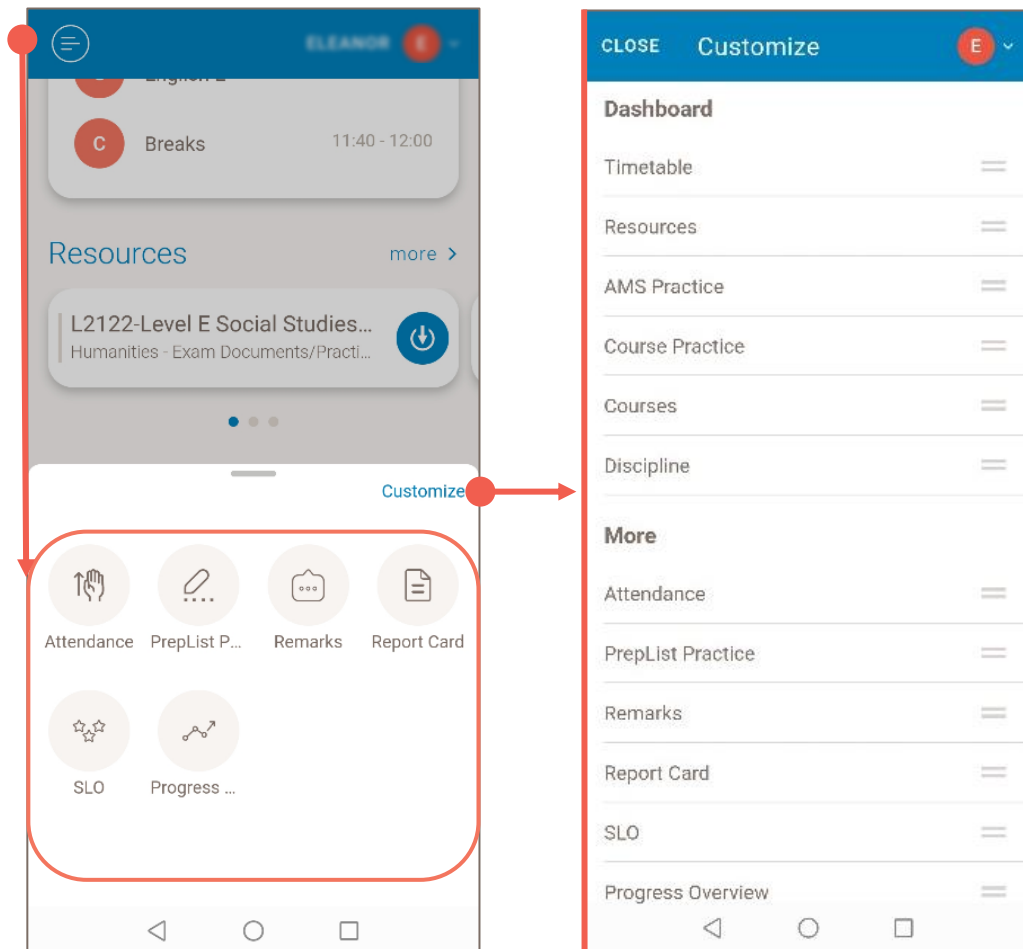 ELEANOR E
English E
C Breaks 11:40 - 12:00
Resources more >
L2122-Level E Social Studies...
Humanities - Exam Documents/Practi...
Customize
Attendance PrepList P... Remarks Report Card
SLO Progress ...
CLOSE Customize E
Dashboard
Timetable
Resources
AMS Practice
Course Practice
Courses
Discipline
More
Attendance
PrepList Practice
Remarks
Report Card
SLO
Progress Overview